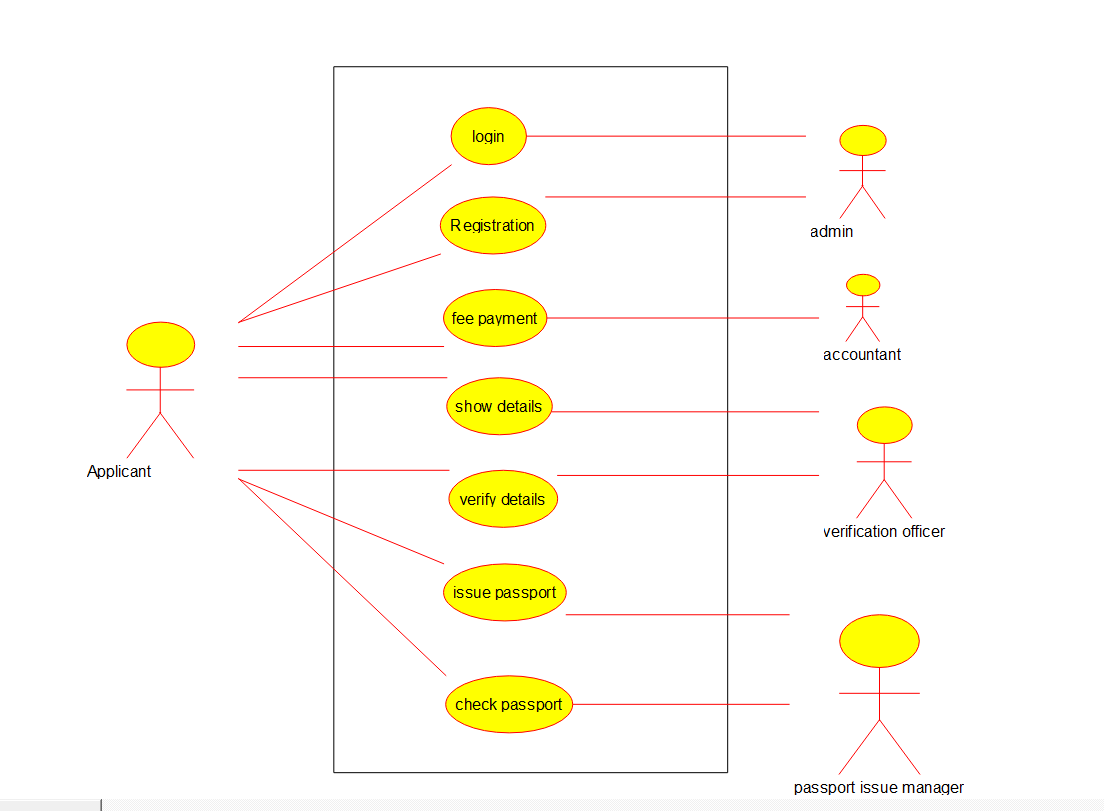 login
Registration
fee payment
show details
verify details
issue passport
check passport
Applicant
admin
accountant
verification officer
passport issue manager